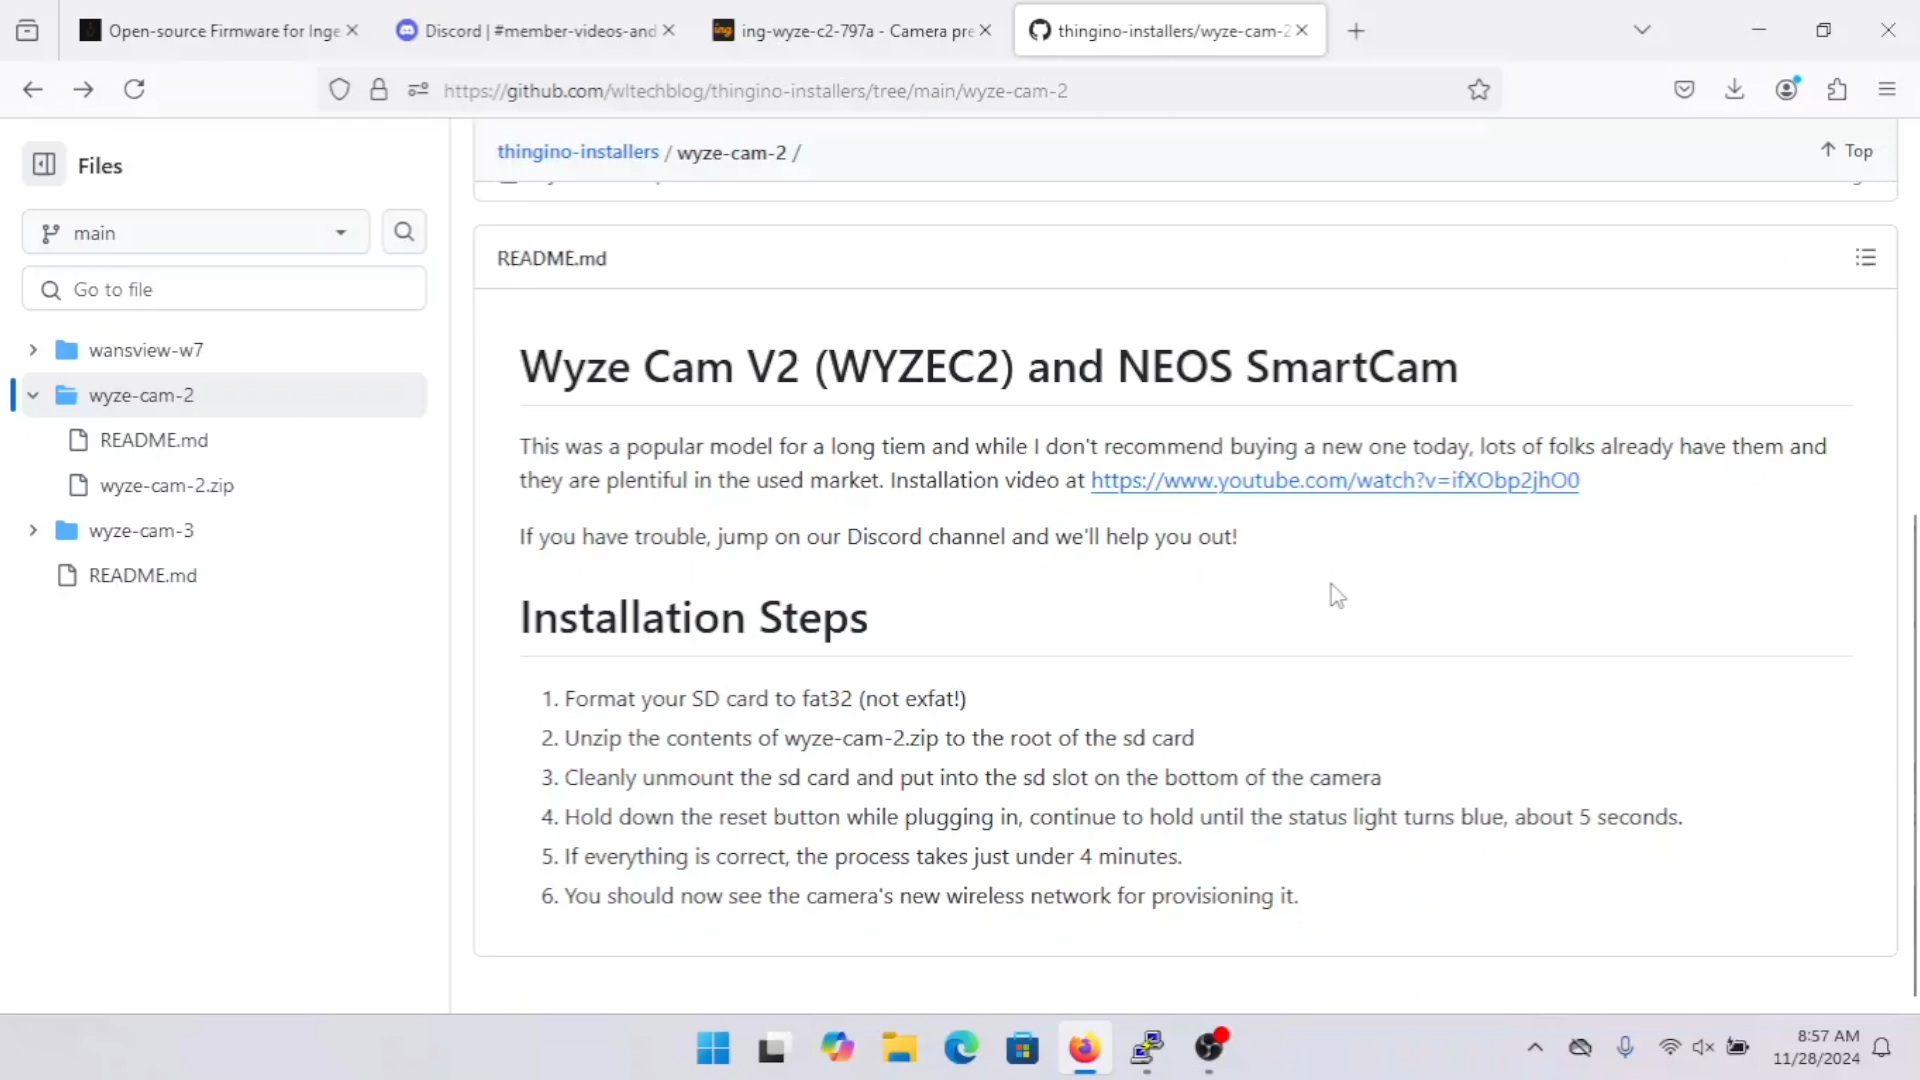 Open-source Firmware for Inge
Discord | #member-videos-and
ing-wyze-c2-797a - Camera pre
thingino-installers/wyze-cam-2
https://github.com/wltechblog/thingino-installers/tree/main/wyze-cam-2
Files
main
Go to file
wansview-w7
wyze-cam-2
README.md
wyze-cam-2.zip
wyze-cam-3
README.md
thingino-installers / wyze-cam-2 /
Top
README.md
Wyze Cam V2 (WYZEC2) and NEOS SmartCam
This was a popular model for a long tiem and while I don't recommend buying a new one today, lots of folks already have them and
they are plentiful in the used market. Installation video at https://www.youtube.com/watch?v=ifXObp2jhO0
If you have trouble, jump on our Discord channel and we'll help you out!
Installation Steps
1. Format your SD card to fat32 (not exfat!)
2. Unzip the contents of wyze-cam-2.zip to the root of the sd card
3. Cleanly unmount the sd card and put into the sd slot on the bottom of the camera
4. Hold down the reset button while plugging in, continue to hold until the status light turns blue, about 5 seconds.
5. If everything is correct, the process takes just under 4 minutes.
6. You should now see the camera's new wireless network for provisioning it.
8:57 AM
11/28/2024